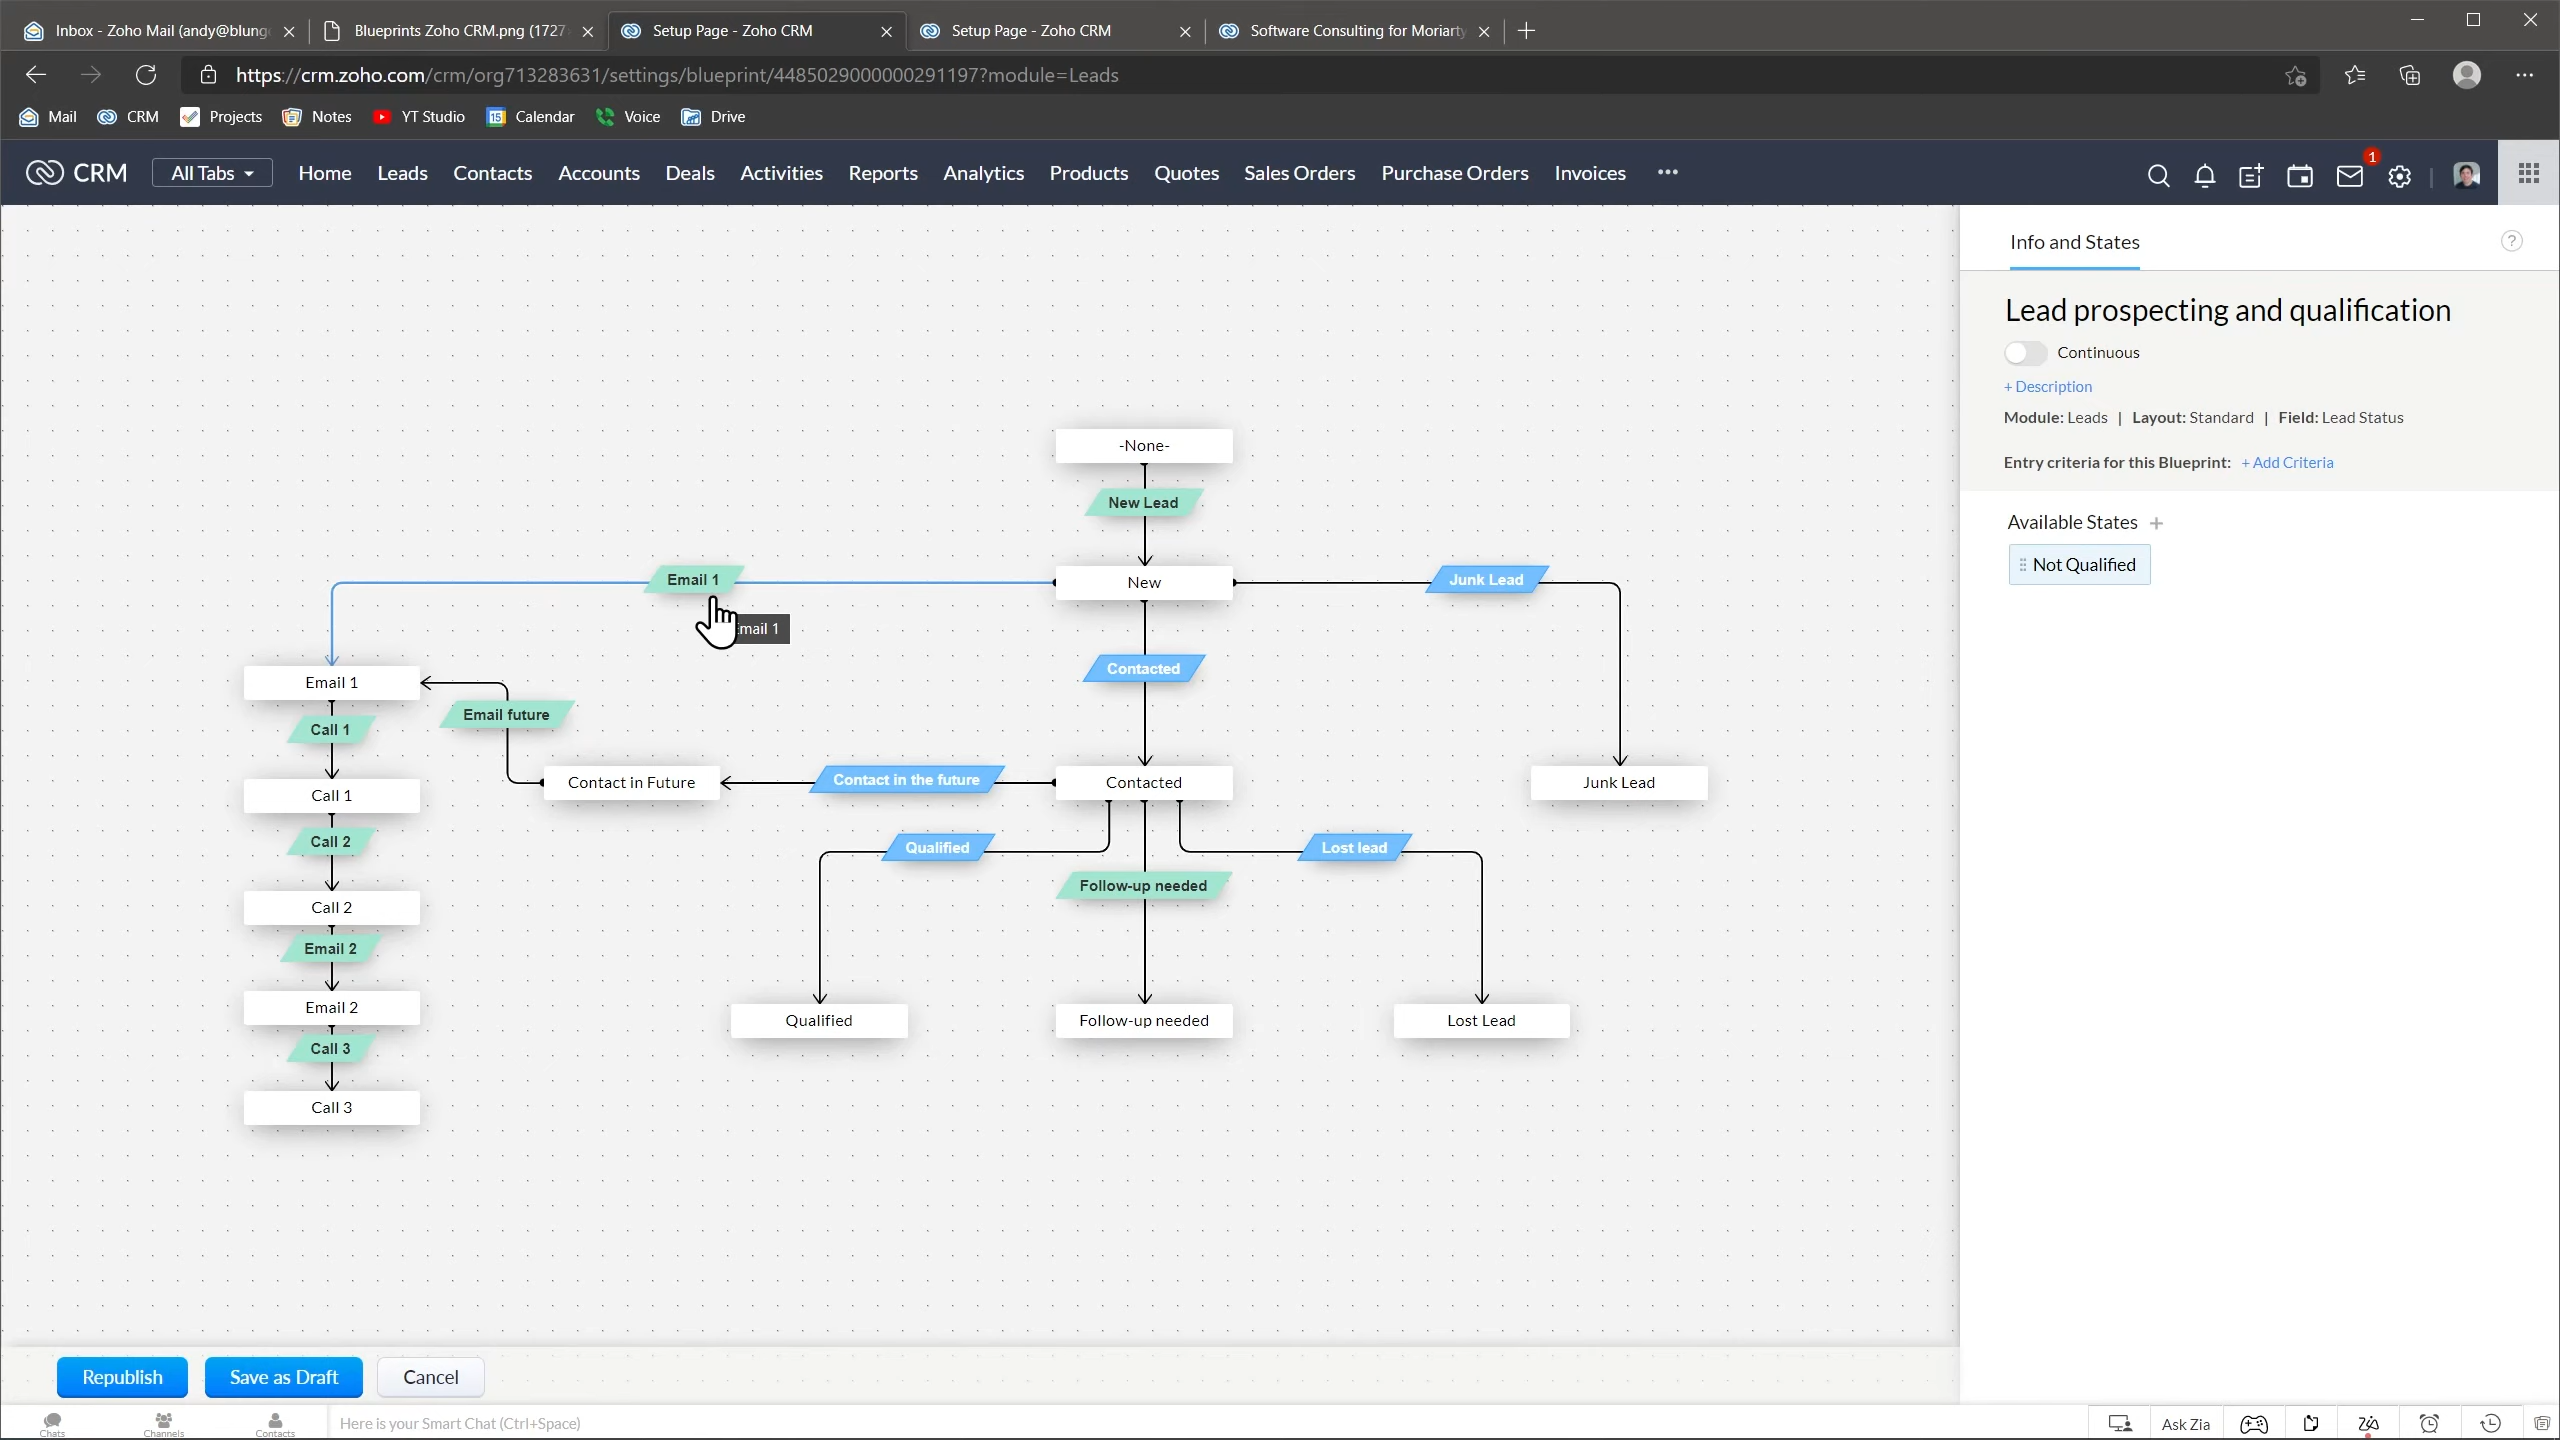 Inbox - Zoho Mail (andy@blung
Blueprints Zoho CRM.png (1727
Setup Page - Zoho CRM
Setup Page - Zoho CRM
Software Consulting for Moriarty
https://crm.zoho.com/crm/org713283631/settings/blueprint/4485029000000291197?module=Leads
Mail
CRM
Projects
Notes
YT Studio
15
Calendar
Voice
Drive
CRM
All Tabs
Home
Leads
Contacts
Accounts
Deals
Activities
Reports
Analytics
Products
Quotes
Sales Orders
Purchase Orders
Invoices
•••
1
Info and States
?
Lead prospecting and qualification
Continuous
+ Description
Module: Leads | Layout: Standard | Field: Lead Status
Entry criteria for this Blueprint: + Add Criteria
Available States +
Not Qualified
-None-
New Lead
Email 1
New
Junk Lead
mail 1
Contacted
Email 1
Email future
Call 1
Contact in Future
Contact in the future
Contacted
Junk Lead
Call 1
Call 2
Qualified
Lost lead
Follow-up needed
Call 2
Email 2
Email 2
Qualified
Follow-up needed
Lost Lead
Call 3
Call 3
Republish
Save as Draft
Cancel
Chats
Channels
Contacts
Here is your Smart Chat (Ctrl+Space)
Ask Zia